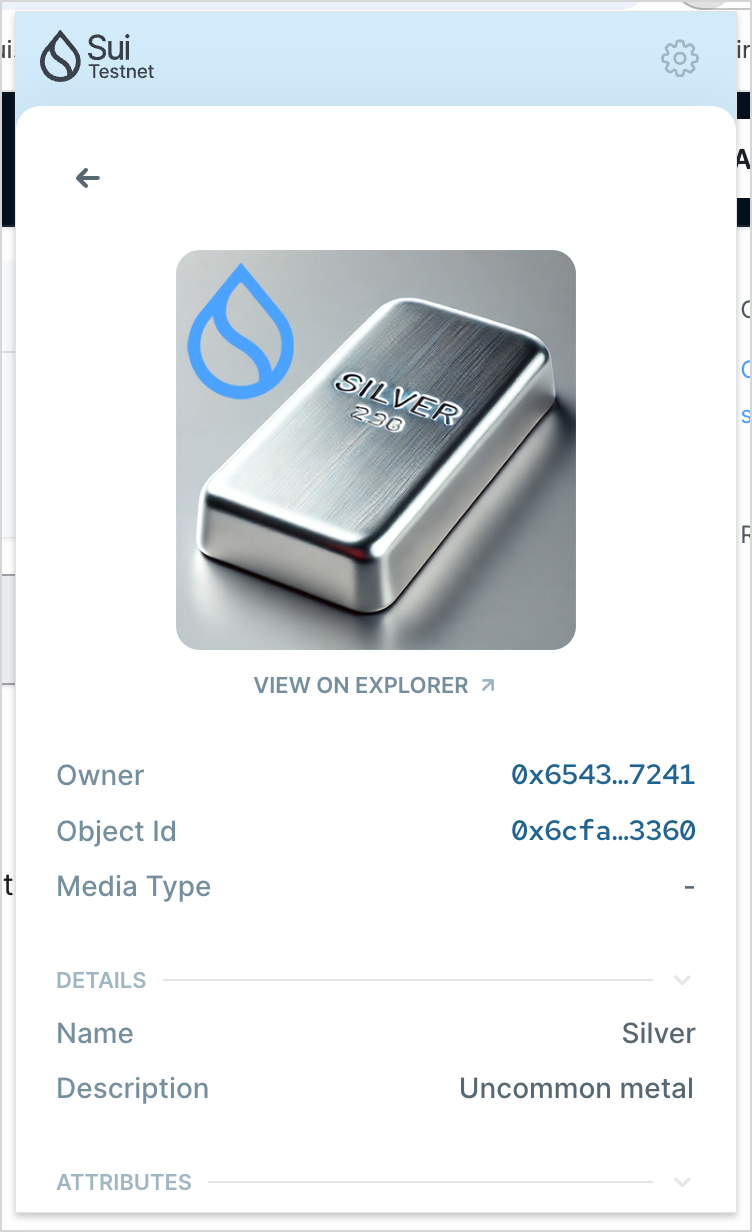 Sui
Testnet
SILVER
VIEW ON EXPLORER
Owner 0x6543...7241
Object Id 0x6cfa...3360
Media Type -
DETAILS
Name Silver
Description Uncommon metal
ATTRIBUTES